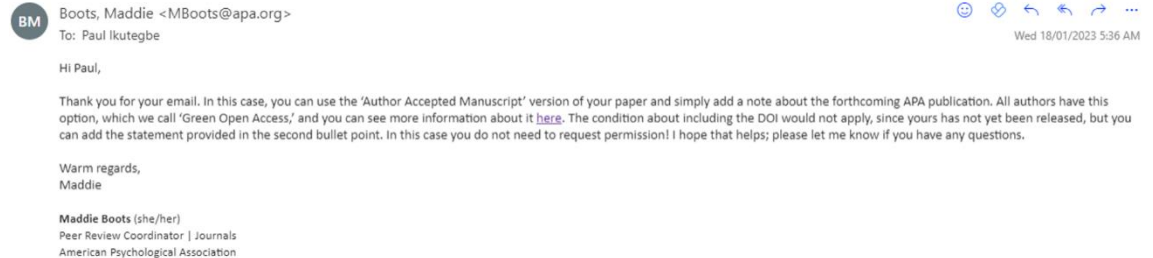 BM
Boots, Maddie <MBoots@apa.org>
To: Paul Ikutegbe
Wed 18/01/2023 5:36 AM
Hi Paul,
Thank you for your email. In this case, you can use the ‘Author Accepted Manuscript’ version of your paper and simply add a note about the forthcoming APA publication. All authors have this
option, which we call ‘Green Open Access,’ and you can see more information about it here. The condition about including the DOI would not apply, since yours has not yet been released, but you
can add the statement provided in the second bullet point. In this case you do not need to request permission! I hope that helps; please let me know if you have any questions.
Warm regards,
Maddie
Maddie Boots (she/her)
Peer Review Coordinator | Journals
American Psychological Association